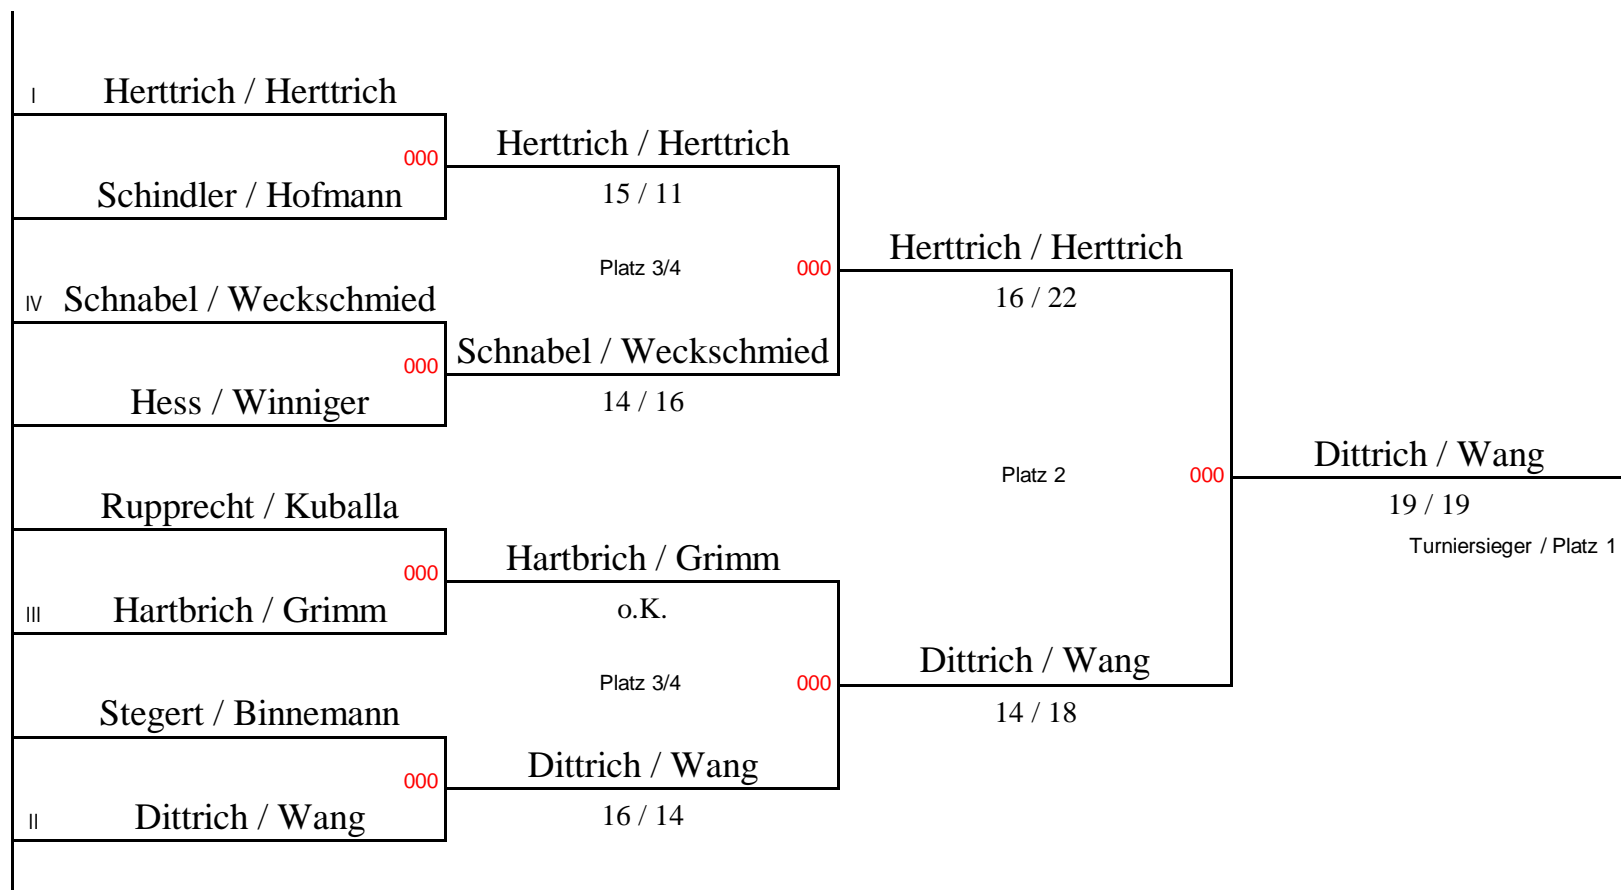 I Herttrich / Herttrich
000
Schindler / Hofmann
IV Schnabel / Weckschmied
000
Hess / Winniger
Rupprecht / Kuballa
000
III Hartbrich / Grimm
Stegert / Binnemann
000
II Dittrich / Wang
Herttrich / Herttrich
15 / 11
Platz 3/4 000
Schnabel / Weckschmied
14 / 16
Hartbrich / Grimm
o.K.
Platz 3/4 000
Dittrich / Wang
16 / 14
Herttrich / Herttrich
16 / 22
Platz 2 000
Dittrich / Wang
14 / 18
Dittrich / Wang
19 / 19
Turniersieger / Platz 1